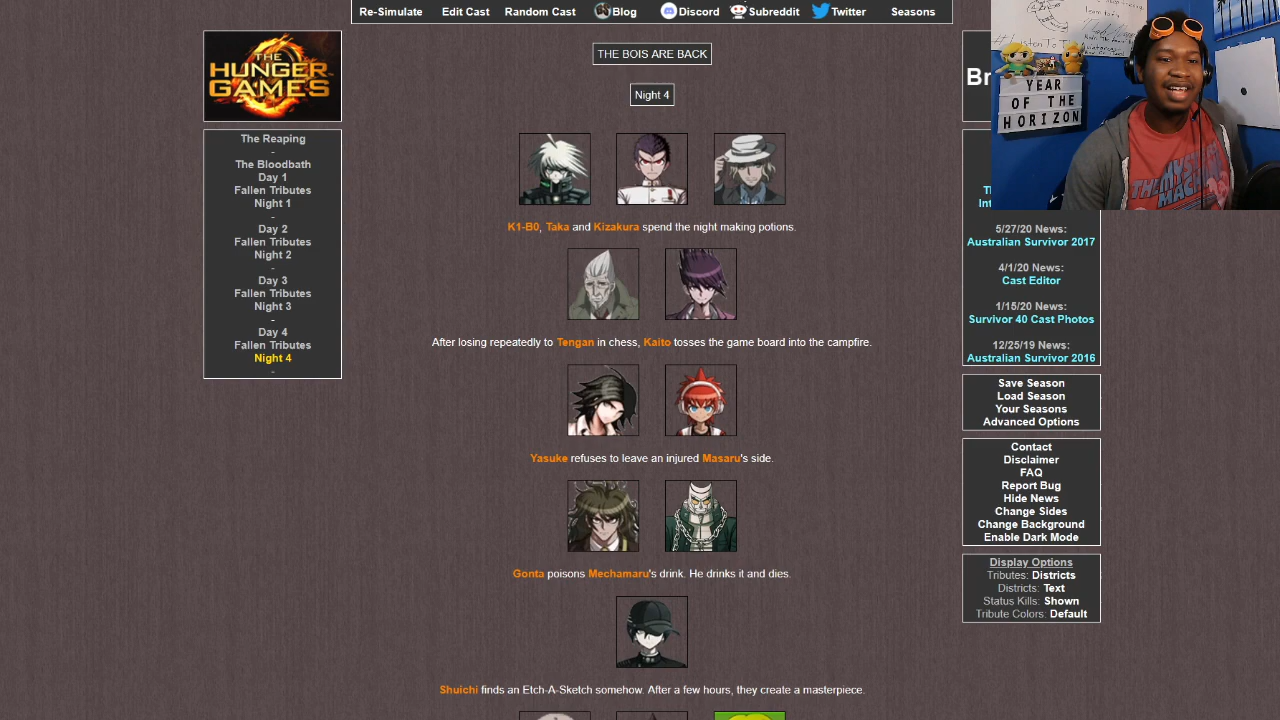 Re-Simulate Edit Cast Random Cast Blog Discord Subreddit Twitter Seasons
THE HUNGER GAMES
THE BOIS ARE BACK
Night 4
The Reaping
-
The Bloodbath
Day 1
Fallen Tributes
Night 1
-
Day 2
Fallen Tributes
Night 2
-
Day 3
Fallen Tributes
Night 3
-
Day 4
Fallen Tributes
Night 4
-
K1-B0, Taka and Kizakura spend the night making potions.
After losing repeatedly to Tengan in chess, Kaito tosses the game board into the campfire.
Yasuke refuses to leave an injured Masaru's side.
Gonta poisons Mechamaru's drink. He drinks it and dies.
Shuichi finds an Etch-A-Sketch somehow. After a few hours, they create a masterpiece.
YEAR
OF THE
HORIZON
THE MYSTERY
MACHINE
5/27/20 News:
Australian Survivor 2017
4/1/20 News:
Cast Editor
1/15/20 News:
Survivor 40 Cast Photos
12/25/19 News:
Australian Survivor 2016
Save Season
Load Season
Your Seasons
Advanced Options
Contact
Disclaimer
FAQ
Report Bug
Hide News
Change Sides
Change Background
Enable Dark Mode
Display Options
Tributes: Districts
Districts: Text
Status Kills: Shown
Tribute Colors: Default